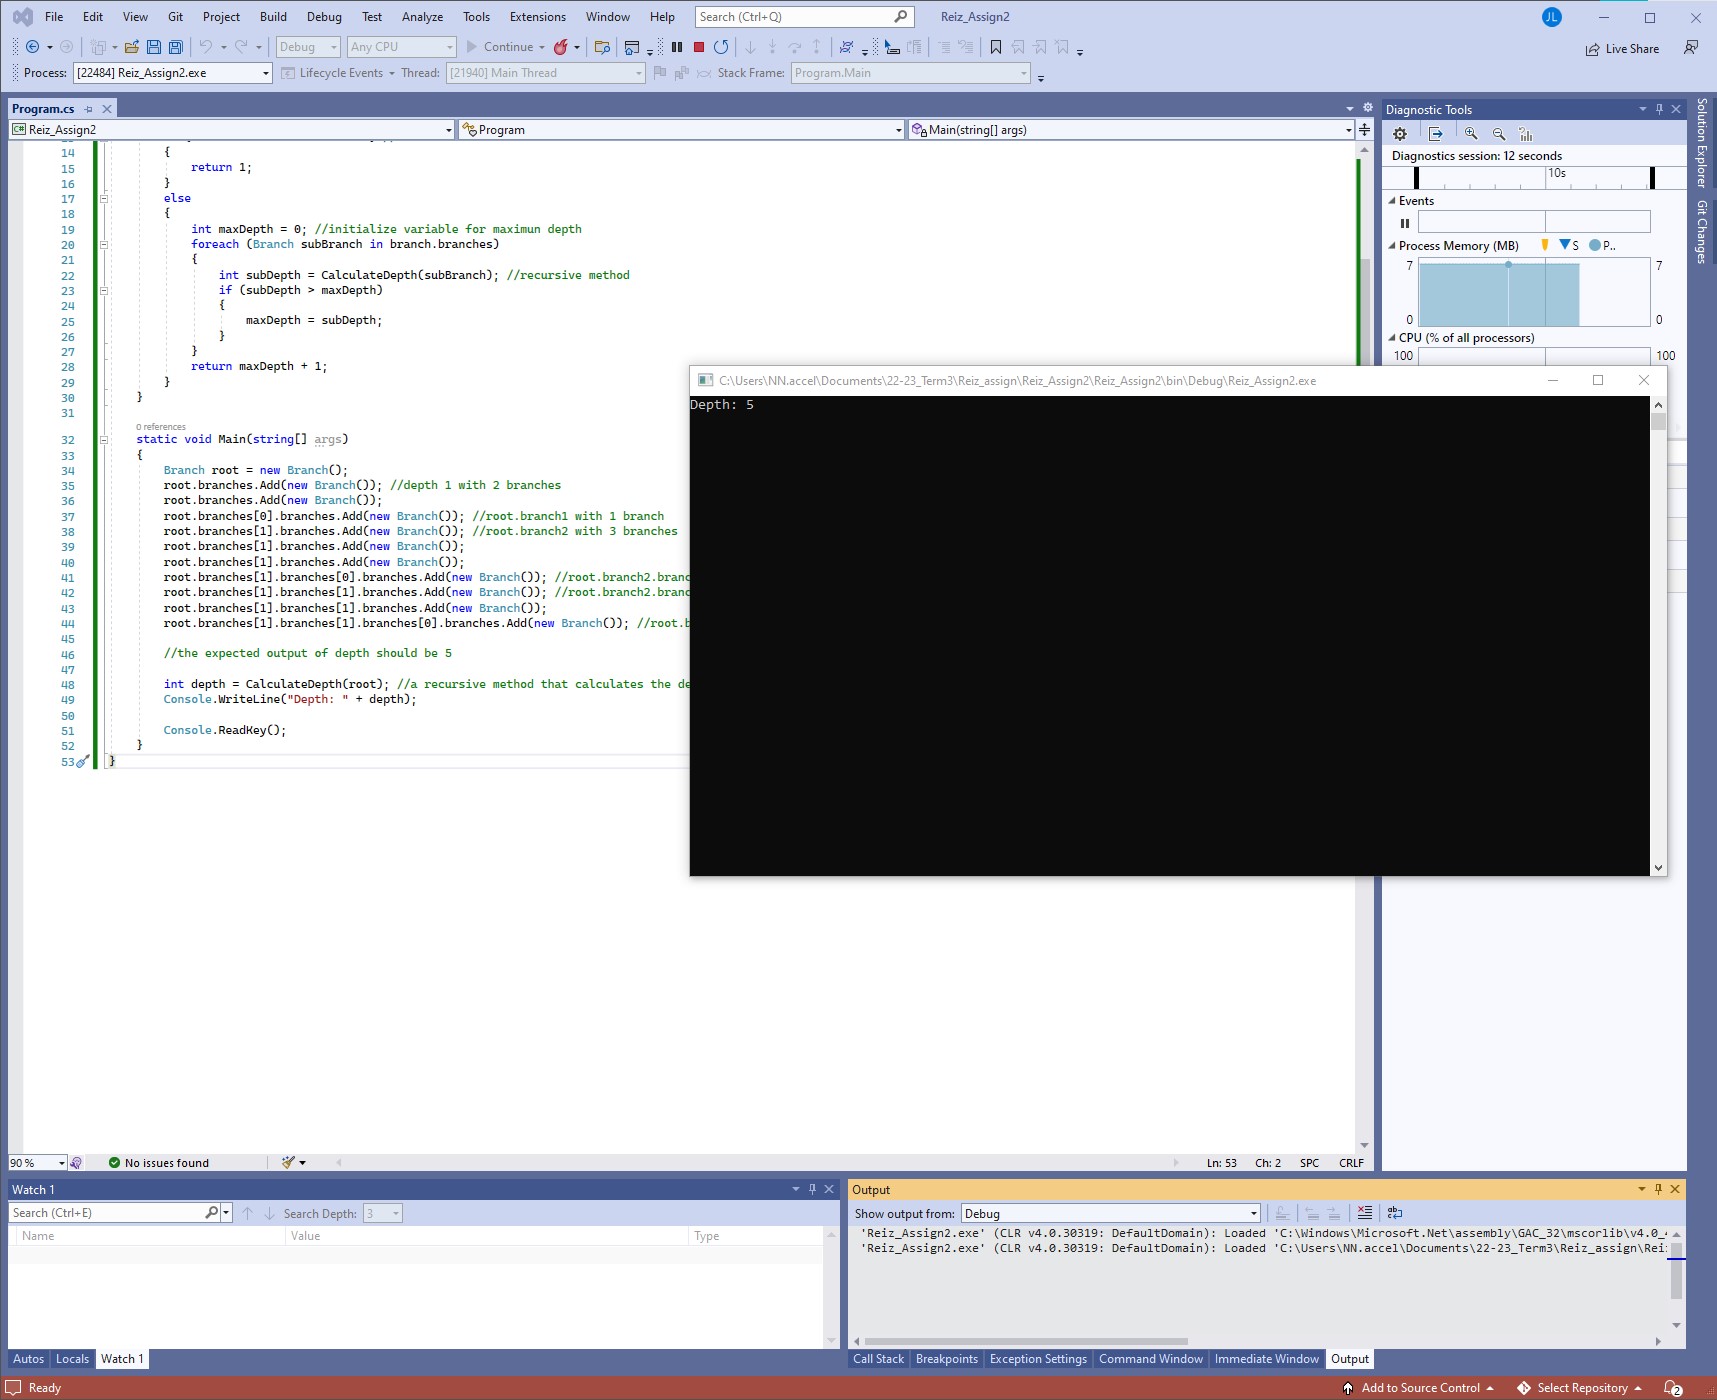 File Edit View Git Project Build Debug Test Analyze Tools Extensions Window Help Search (Ctrl+Q) Reiz_Assign2 JL
Debug Any CPU Continue Live Share
Process: [22484] Reiz_Assign2.exe Lifecycle Events Thread: [21940] Main Thread Stack Frame: Program.Main
Program.cs
C# Reiz_Assign2 Program Main(string[] args)
14 {
15 return 1;
16 }
17 else
18 {
19 int maxDepth = 0; //initialize variable for maximun depth
20 foreach (Branch subBranch in branch.branches)
21 {
22 int subDepth = CalculateDepth(subBranch); //recursive method
23 if (subDepth > maxDepth)
24 {
25 maxDepth = subDepth;
26 }
27 }
28 return maxDepth + 1;
29 }
30 }
31
0 references
32 static void Main(string[] args)
33 {
34 Branch root = new Branch();
35 root.branches.Add(new Branch()); //depth 1 with 2 branches
36 root.branches.Add(new Branch());
37 root.branches[0].branches.Add(new Branch()); //root.branch1 with 1 branch
38 root.branches[1].branches.Add(new Branch()); //root.branch2 with 3 branches
39 root.branches[1].branches.Add(new Branch());
40 root.branches[1].branches.Add(new Branch());
41 root.branches[1].branches[0].branches.Add(new Branch()); //root.branch2.branc
42 root.branches[1].branches[1].branches.Add(new Branch()); //root.branch2.branc
43 root.branches[1].branches[1].branches.Add(new Branch());
44 root.branches[1].branches[1].branches[0].branches.Add(new Branch()); //root.b
45
46 //the expected output of depth should be 5
47
48 int depth = CalculateDepth(root); //a recursive method that calculates the de
49 Console.WriteLine("Depth: " + depth);
50
51 Console.ReadKey();
52 }
53 }
C:\Users\NN.accel\Documents\22-23_Term3\Reiz_assign\Reiz_Assign2\Reiz_Assign2\bin\Debug\Reiz_Assign2.exe
Depth: 5
Diagnostic Tools
Diagnostics session: 12 seconds
10s
Events
Process Memory (MB) S P..
7 7
0 0
CPU (% of all processors)
100 100
Solution Explorer
Git Changes
90 % No issues found Ln: 53 Ch: 2 SPC CRLF
Watch 1
Search (Ctrl+E) Search Depth: 3
Name Value Type
Autos Locals Watch 1
Output
Show output from: Debug
'Reiz_Assign2.exe' (CLR v4.0.30319: DefaultDomain): Loaded 'C:\Windows\Microsoft.Net\assembly\GAC_32\mscorlib\v4.0_
'Reiz_Assign2.exe' (CLR v4.0.30319: DefaultDomain): Loaded 'C:\Users\NN.accel\Documents\22-23_Term3\Reiz_assign\Rei
Call Stack Breakpoints Exception Settings Command Window Immediate Window Output
Ready Add to Source Control Select Repository 2